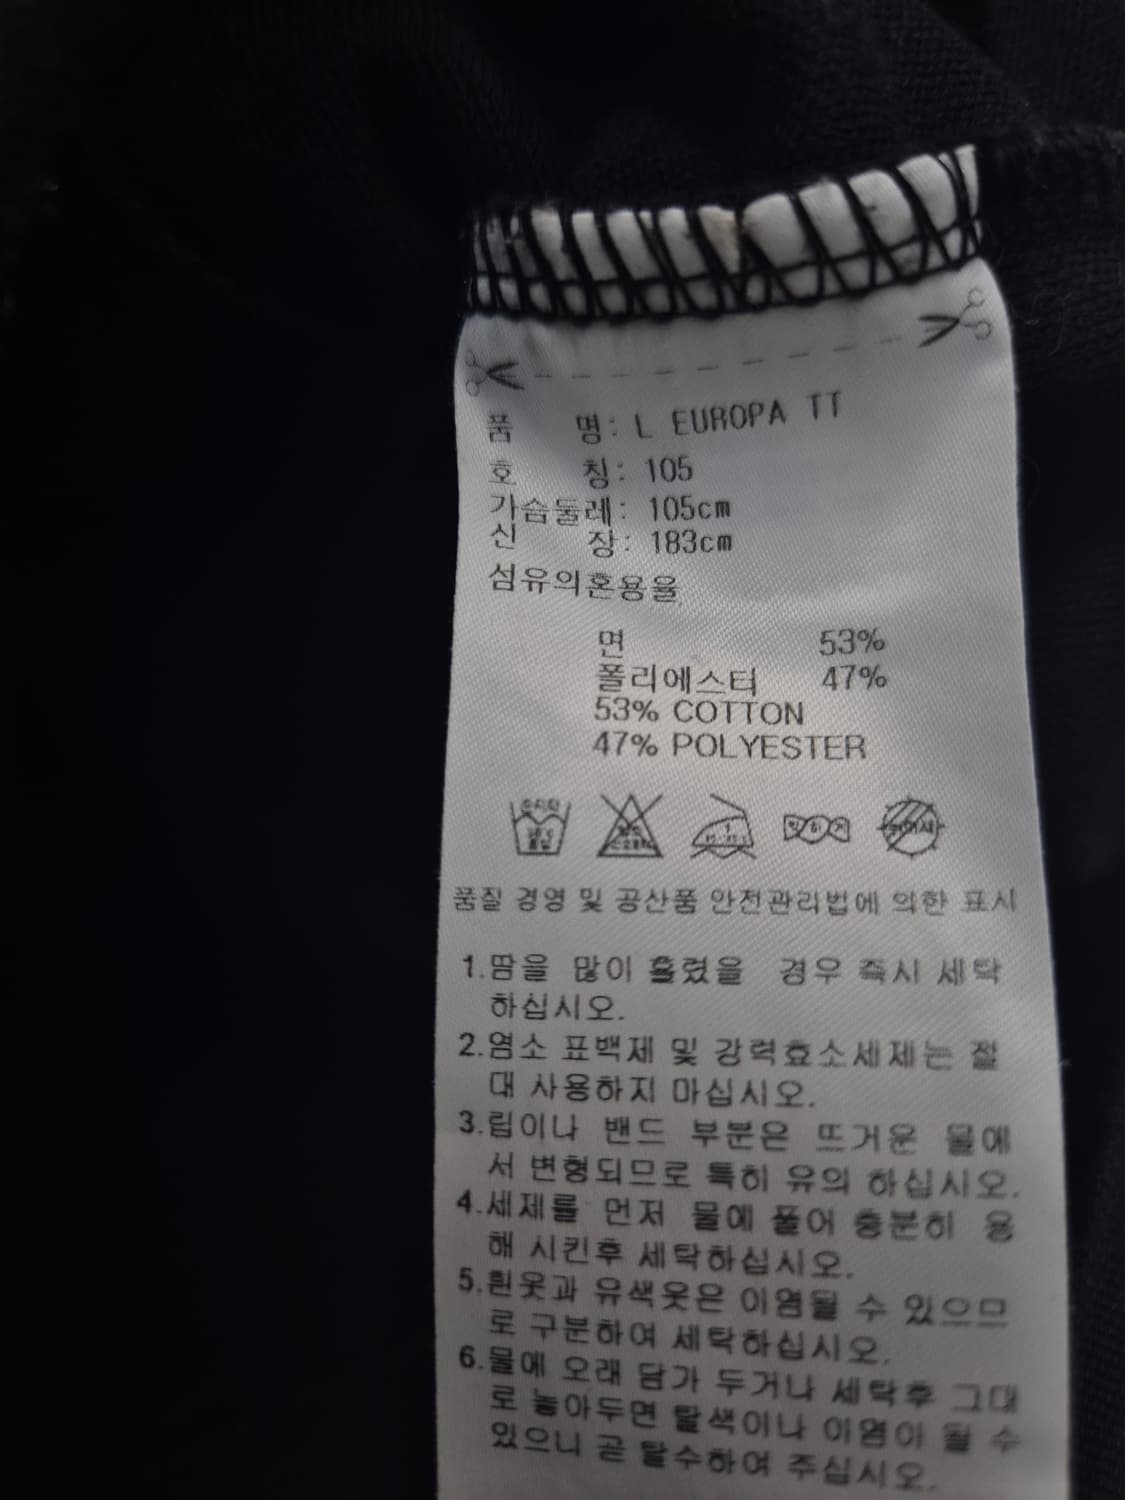 품 명: L EUROPA TT
호 칭: 105
가슴둘레: 105cm
신 장: 183cm
섬유의혼용율
면 53%
폴리에스터 47%
53% COTTON
47% POLYESTER
약하게
품질 경영 및 공산품 안전관리법에 의한 표시
1.땀을 많이 흘렸을 경우 즉시 세탁
하십시오.
2.염소 표백제 및 강력효소세제는 절
대 사용하지 마십시오.
3.립이나 밴드 부분은 뜨거운 물에
서 변형되므로 특히 유의 하십시오.
4.세제를 먼저 물에 풀어 충분히 용
해 시킨후 세탁하십시오.
5.흰옷과 유색옷은 이염될 수 있으므
로 구분하여 세탁하십시오.
6.물에 오래 담가 두거나 세탁후 그대
로 놓아두면 탈색이나 이염이 될 수
있으니 곧 탈수하여 주십시오.